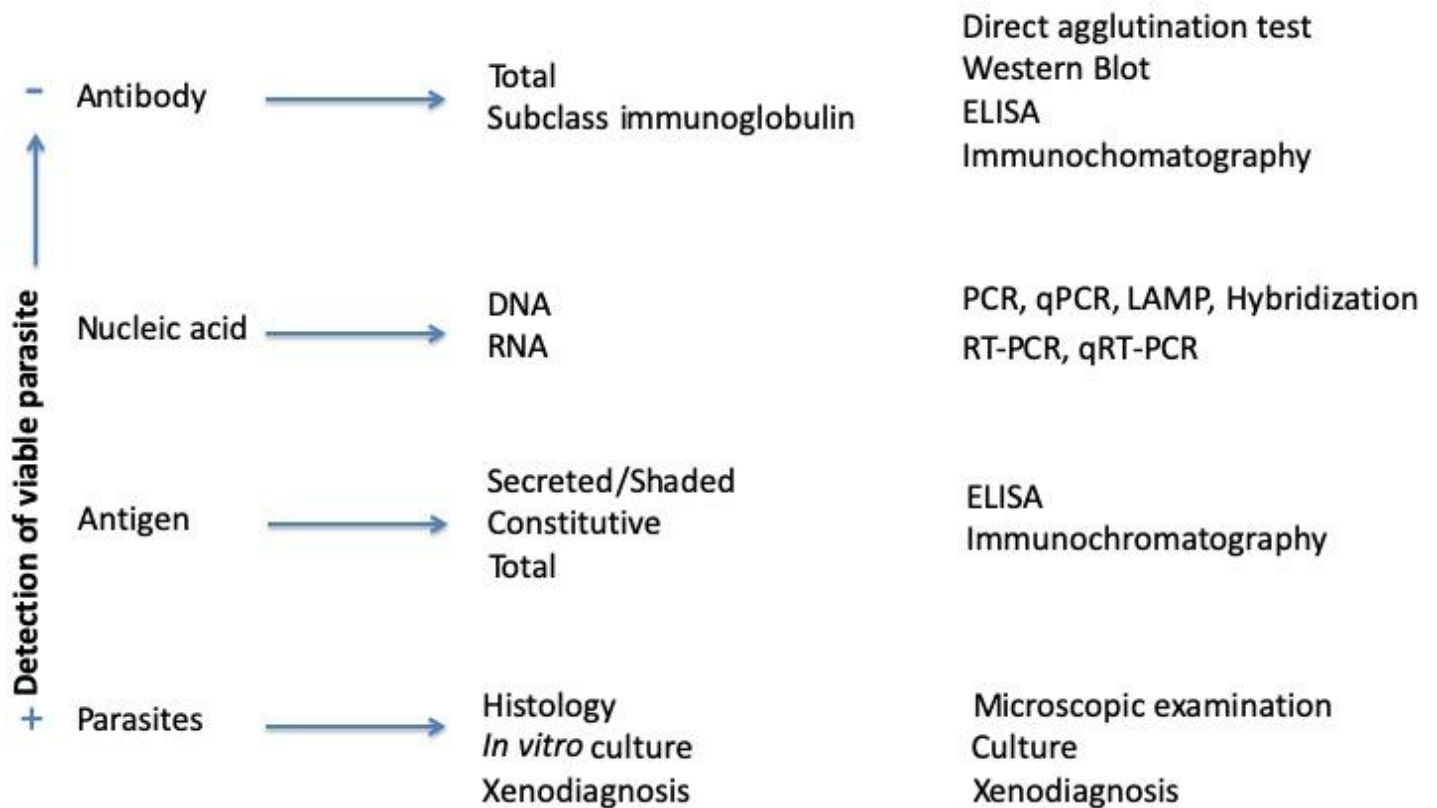 Detection of viable parasite
-
Antibody
Total
Subclass immunoglobulin
Direct agglutination test
Western Blot
ELISA
Immunochomatography
Nucleic acid
DNA
RNA
PCR, qPCR, LAMP, Hybridization
RT-PCR, qRT-PCR
Antigen
Secreted/Shaded
Constitutive
Total
ELISA
Immunochromatography
+
Parasites
Histology
In vitro culture
Xenodiagnosis
Microscopic examination
Culture
Xenodiagnosis